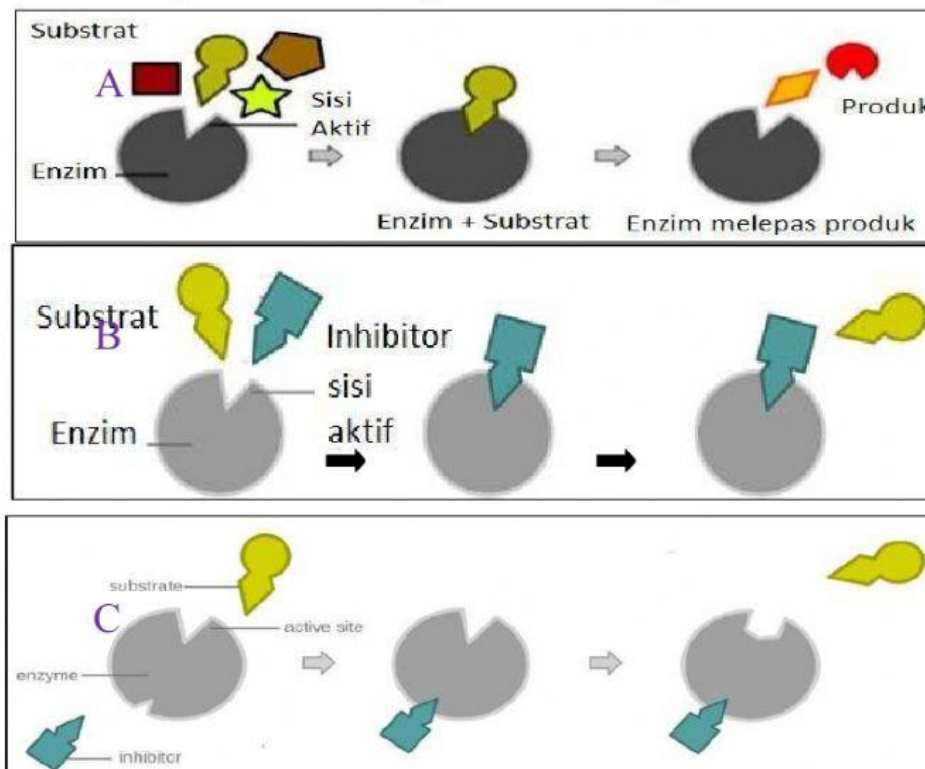 Substrat
A
Sisi
Aktif
Produk
Enzim
Enzim + Substrat
Enzim melepas produk
Substrat
B
Inhibitor
sisi
Enzim
aktif
substrate
C
active site
enzyme
inhibitor